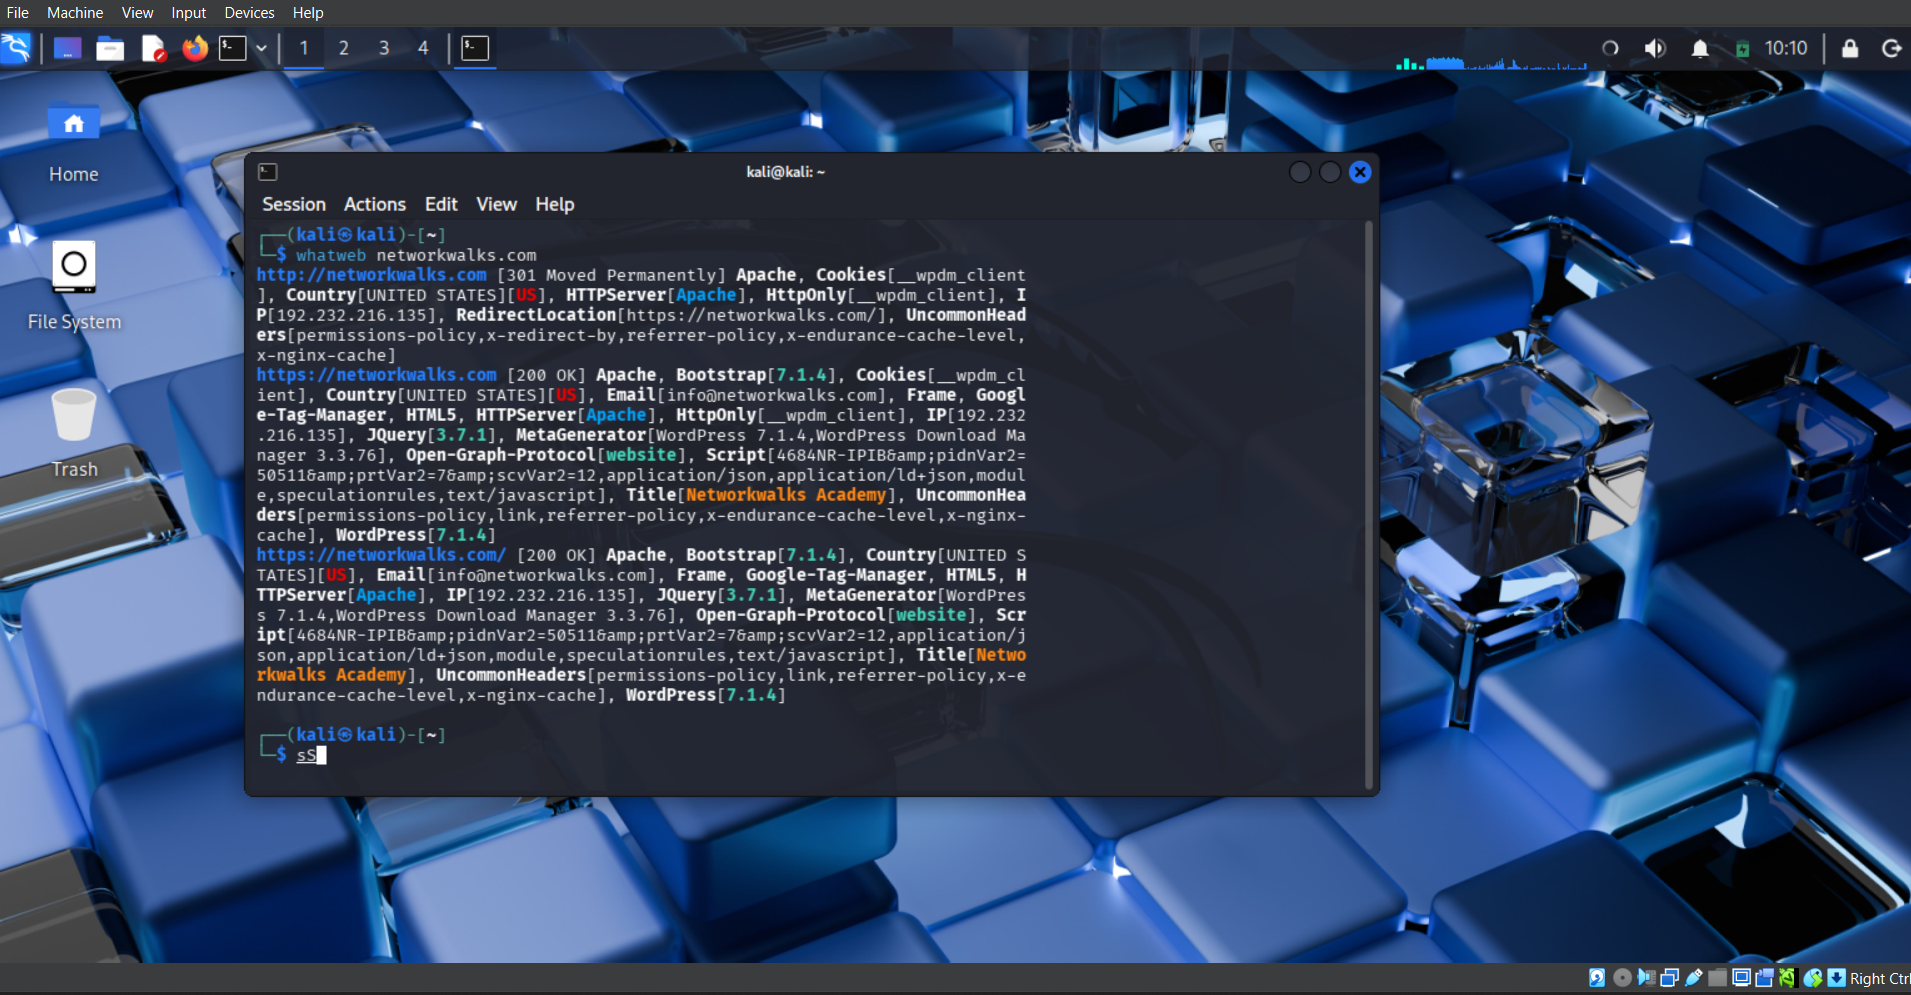 File Machine View Input Devices Help
1 2 3 4 10:10
Home
File System
Trash
kali@kali: ~
Session Actions Edit View Help
┌──(kali㉿kali)-[~]
└─$ whatweb networkwalks.com
http://networkwalks.com [301 Moved Permanently] Apache, Cookies[__wpdm_client
], Country[UNITED STATES][US], HTTPServer[Apache], HttpOnly[__wpdm_client], I
P[192.232.216.135], RedirectLocation[https://networkwalks.com/], UncommonHead
ers[permissions-policy,x-redirect-by,referrer-policy,x-endurance-cache-level,
x-nginx-cache]
https://networkwalks.com [200 OK] Apache, Bootstrap[7.1.4], Cookies[__wpdm_cl
ient], Country[UNITED STATES][US], Email[info@networkwalks.com], Frame, Googl
e-Tag-Manager, HTML5, HTTPServer[Apache], HttpOnly[__wpdm_client], IP[192.232
.216.135], JQuery[3.7.1], MetaGenerator[WordPress 7.1.4,WordPress Download Ma
nager 3.3.76], Open-Graph-Protocol[website], Script[4684NR-IPIB&amp;pidnVar2=
50511&amp;prtVar2=7&amp;scvVar2=12,application/json,application/ld+json,modul
e,speculationrules,text/javascript], Title[Networkwalks Academy], UncommonHea
ders[permissions-policy,link,referrer-policy,x-endurance-cache-level,x-nginx-
cache], WordPress[7.1.4]
https://networkwalks.com/ [200 OK] Apache, Bootstrap[7.1.4], Country[UNITED S
TATES][US], Email[info@networkwalks.com], Frame, Google-Tag-Manager, HTML5, H
TTPServer[Apache], IP[192.232.216.135], JQuery[3.7.1], MetaGenerator[WordPres
s 7.1.4,WordPress Download Manager 3.3.76], Open-Graph-Protocol[website], Scr
ipt[4684NR-IPIB&amp;pidnVar2=50511&amp;prtVar2=7&amp;scvVar2=12,application/j
son,application/ld+json,module,speculationrules,text/javascript], Title[Netwo
rkwalks Academy], UncommonHeaders[permissions-policy,link,referrer-policy,x-e
ndurance-cache-level,x-nginx-cache], WordPress[7.1.4]
┌──(kali㉿kali)-[~]
└─$ sS
Right Ctrl